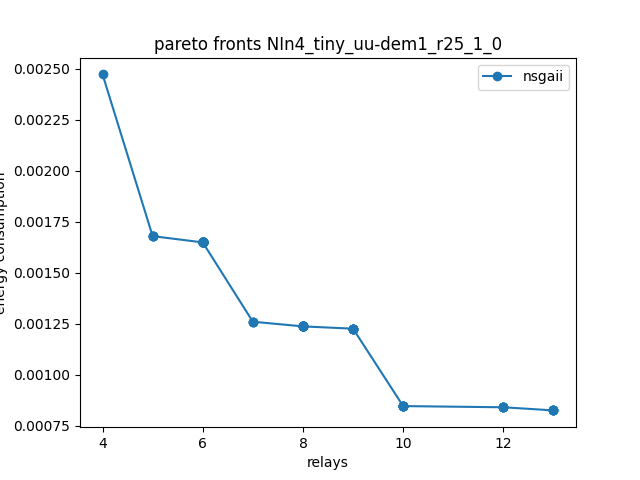 pareto fronts NIn4_tiny_uu-dem1_r25_1_0
nsgaii
0.00250
0.00225
0.00200
0.00175
0.00150
0.00125
0.00100
0.00075
energy consumption
4 6 8 10 12
relays